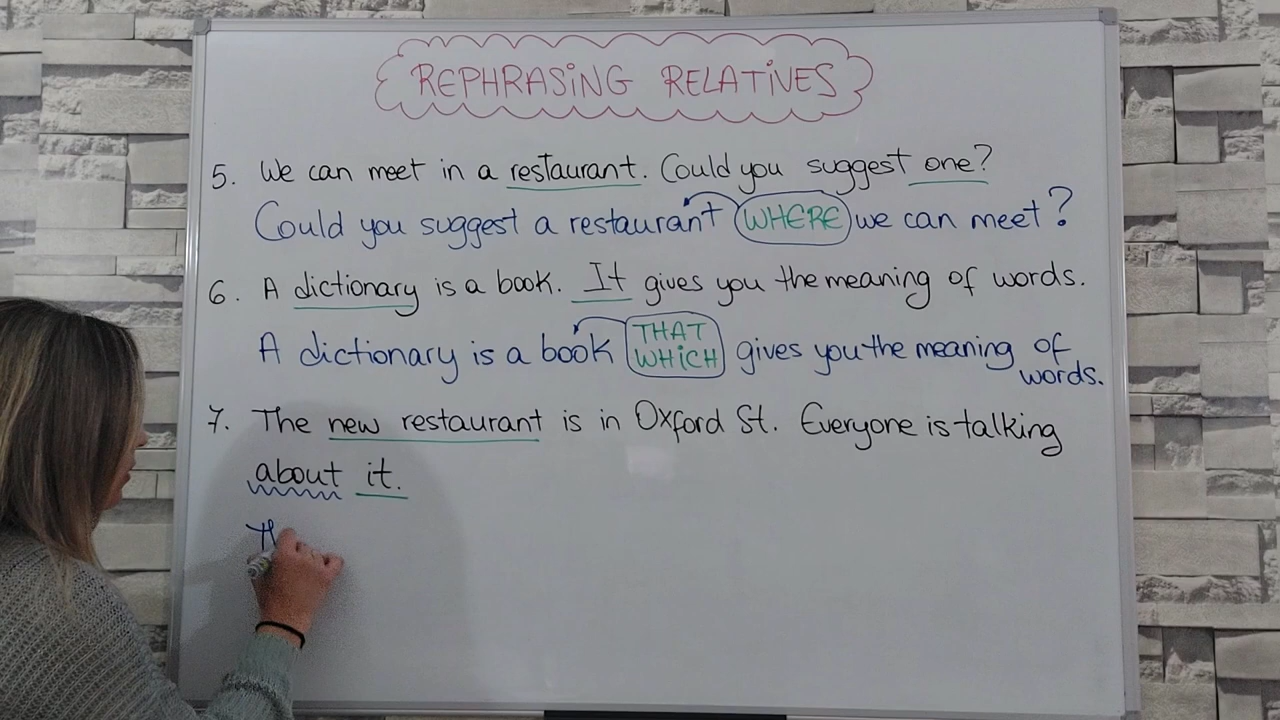 REPHRASiNG RELATiVES
5. We can meet in a restaurant. Could you suggest one?
Could you suggest a restaurant WHERE we can meet?
6. A dictionary is a book. It gives you the meaning of words.
A dictionary is a book THAT WHiCH gives you the meaning of words.
7. The new restaurant is in Oxford St. Everyone is talking
about it.